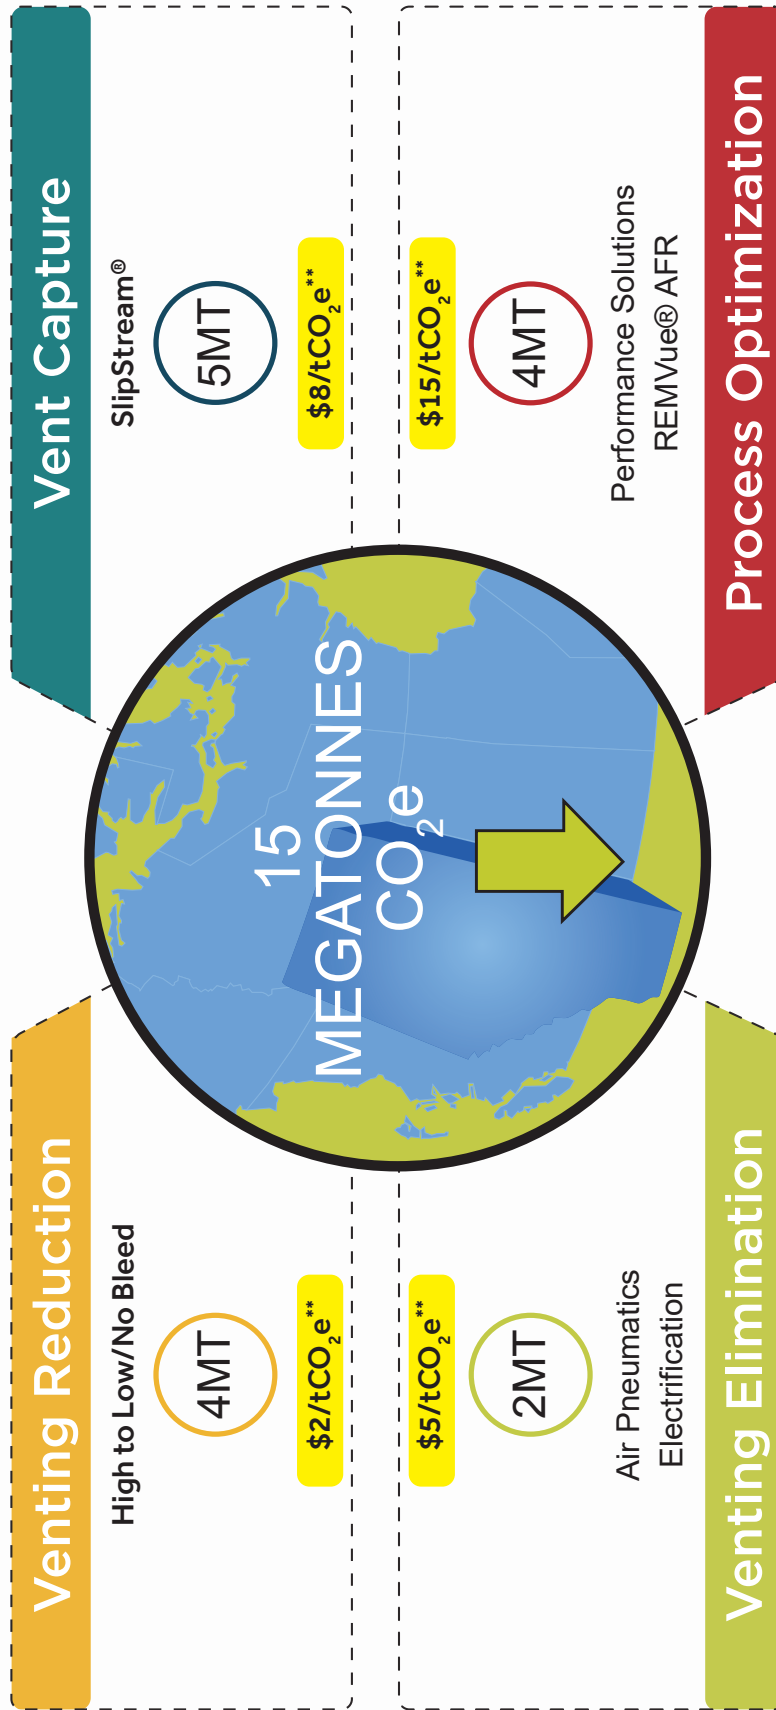 Venting Reduction
High to Low/No Bleed
4MT
$2/tCO₂e**
Vent Capture
SlipStream®
5MT
$8/tCO₂e**
15
MEGATONNES
CO₂e
$5/tCO₂e**
2MT
Air Pneumatics
Electrification
Venting Elimination
$15/tCO₂e**
4MT
Performance Solutions
REMVue® AFR
Process Optimization